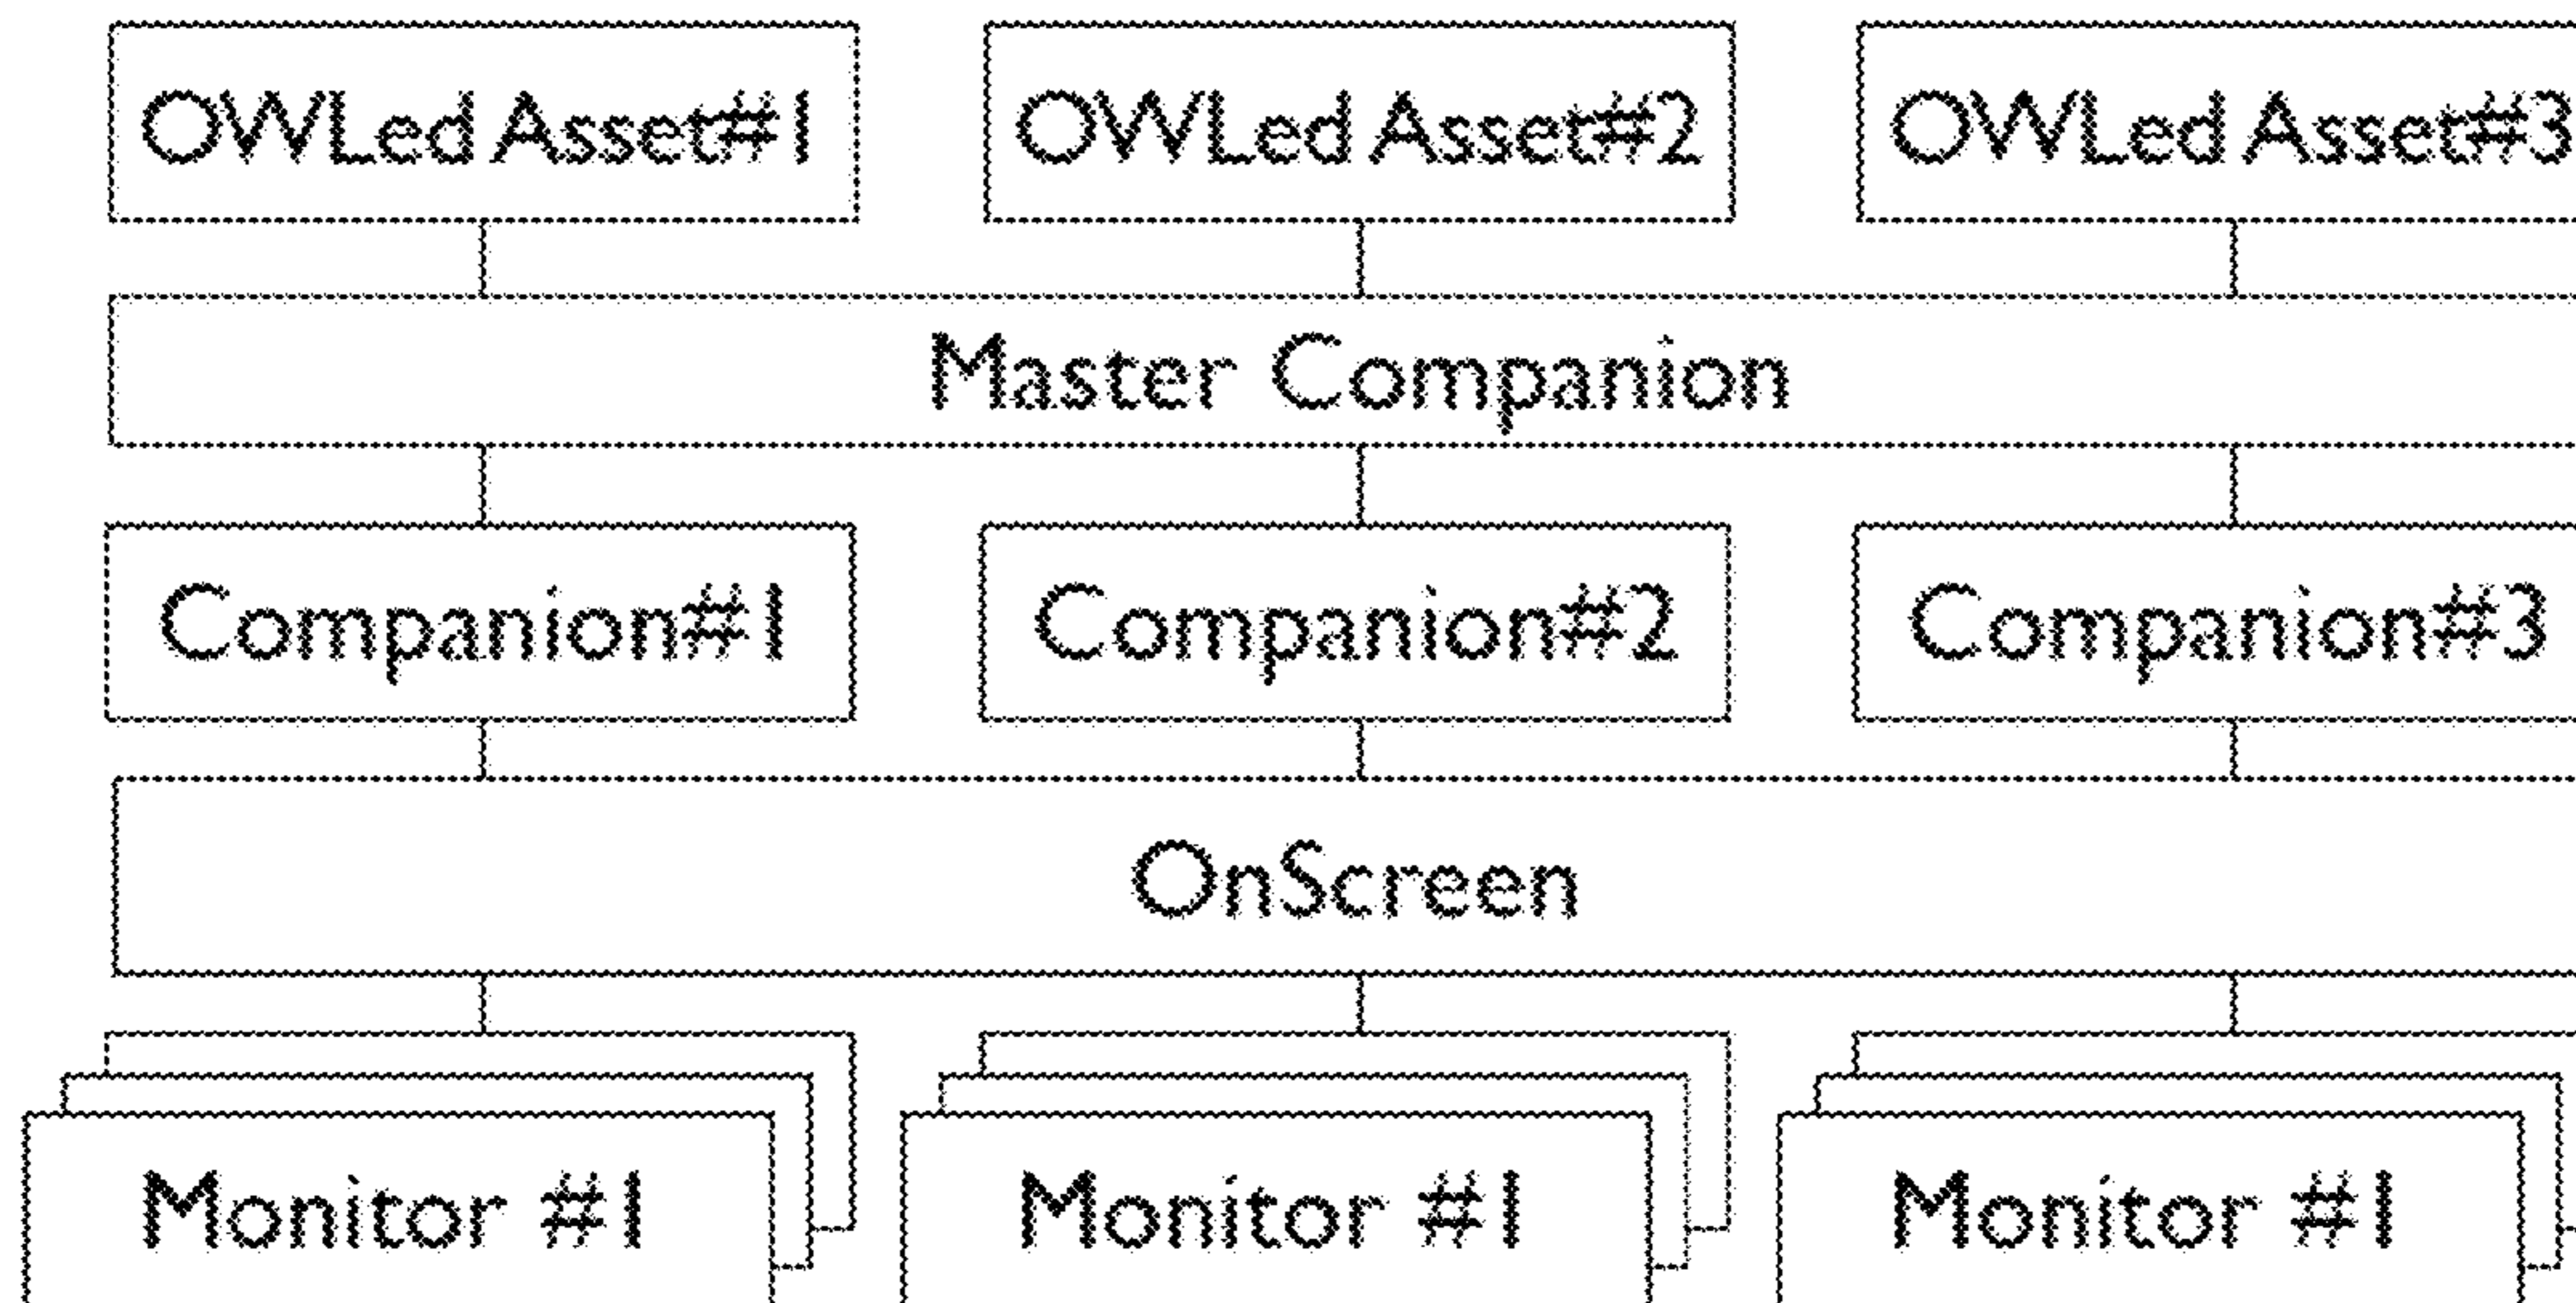 OWLed Asset#1
OWLed Asset#2
OWLed Asset#3
Master Companion
Companion#1
Companion#2
Companion#3
OnScreen
Monitor #1
Monitor #1
Monitor #1